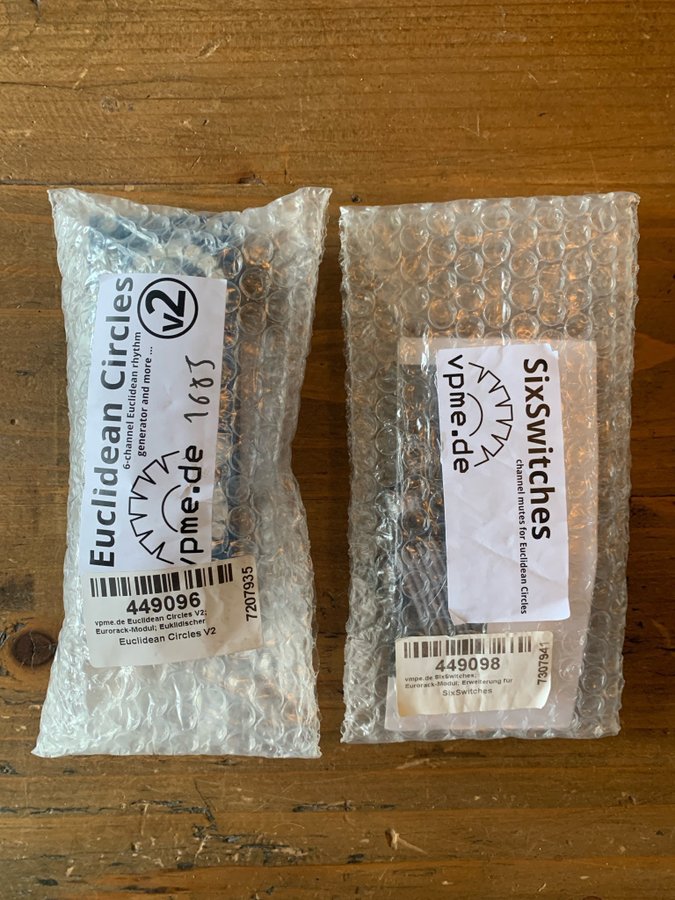 Euclidean Circles
v2
6-channel Euclidean rhythm
generator and more ...
1685
vpme.de
449096
vpme.de Euclidean Circles V2;
Eurorack-Modul; Euklidischer
Euclidean Circles V2
7207935
SixSwitches
channel mutes for Euclidean Circles
vpme.de
449098
vmpe.de SixSwitches;
Eurorack-Modul; Erweiterung für
SixSwitches
7307941